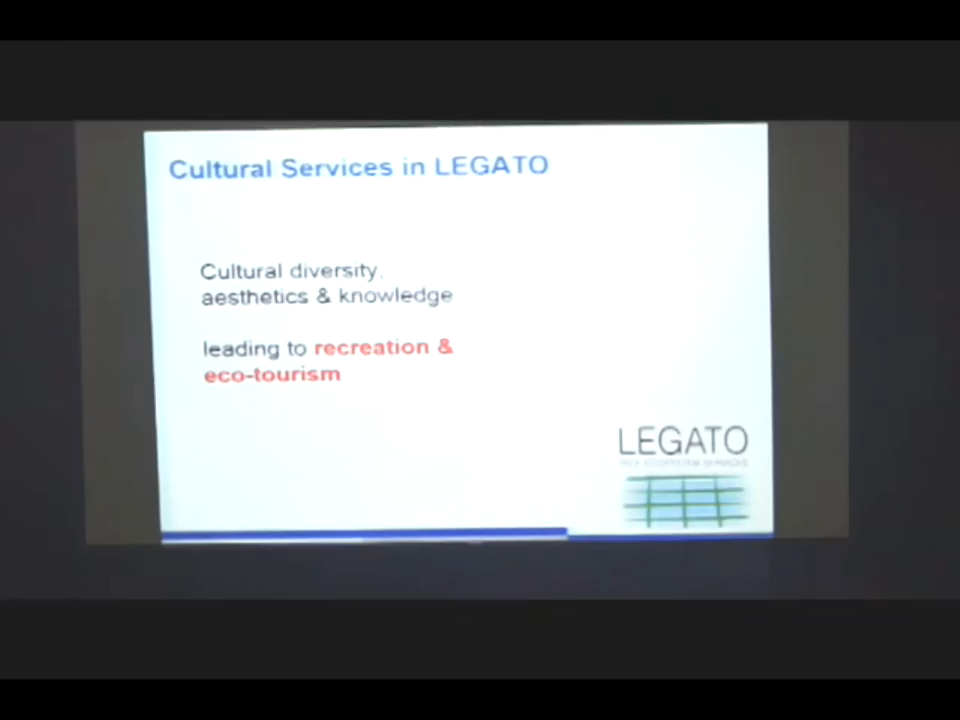 Cultural Services in LEGATO
Cultural diversity,
aesthetics & knowledge
leading to recreation &
eco-tourism
LEGATO